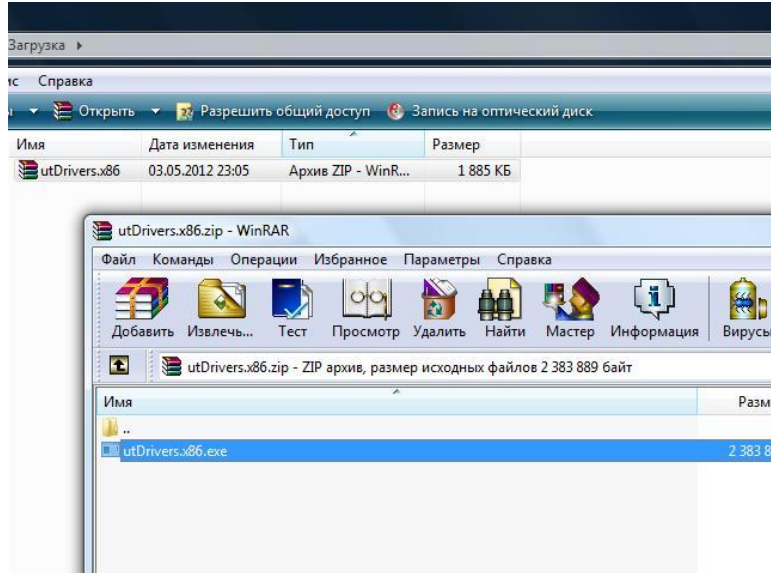 Загрузка
Справка
Открыть Разрешить общий доступ Запись на оптический диск
Имя Дата изменения Тип Размер
utDrivers.x86 03.05.2012 23:05 Архив ZIP - WinR... 1 885 КБ
utDrivers.x86.zip - WinRAR
Файл Команды Операции Избранное Параметры Справка
Добавить Извлечь... Тест Просмотр Удалить Найти Мастер Информация Вирусы
utDrivers.x86.zip - ZIP архив, размер исходных файлов 2 383 889 байт
Имя Разм
..
utDrivers.x86.exe 2 383 8